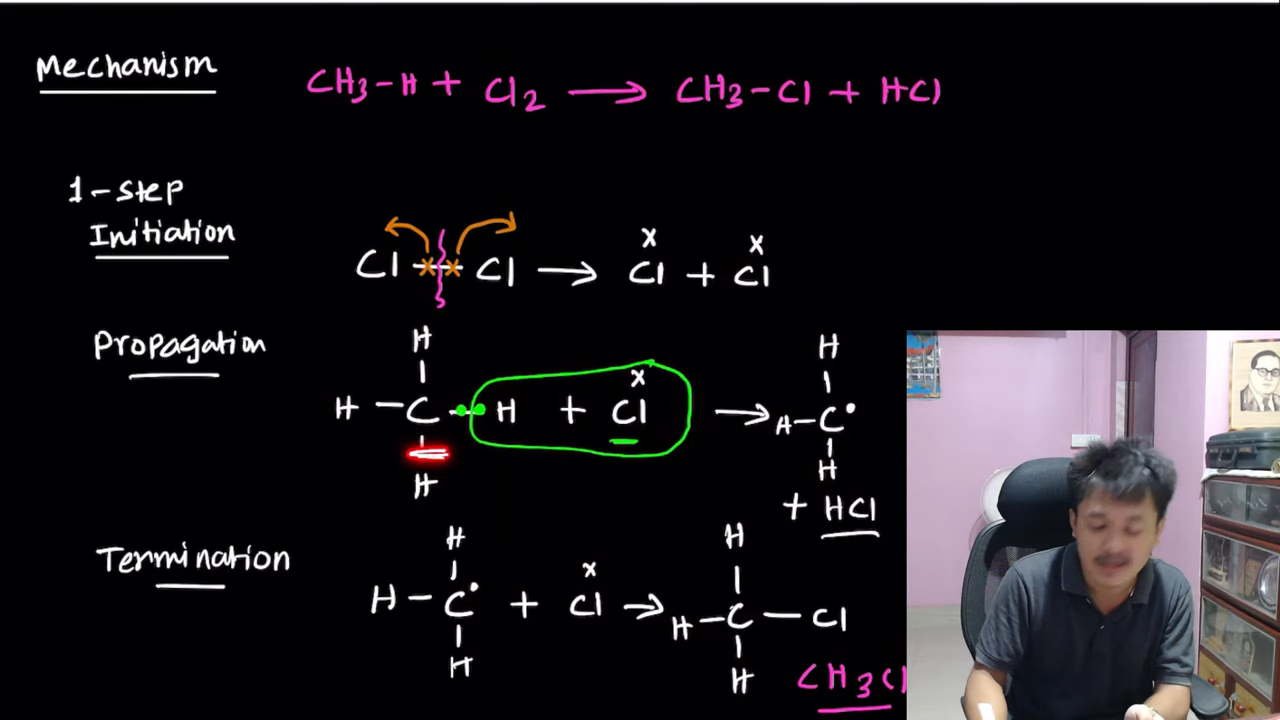 Mechanism
CH3-H + Cl2 → CH3-Cl + HCl
1-step
Initiation
Cl ×× Cl → Cl× + Cl×
Propagation
H
H - C - H + Cl× → H - C•
H
H
H
+ HCl
Termination
H
H - C• + Cl× → H - C - Cl
H
H
H
CH3Cl